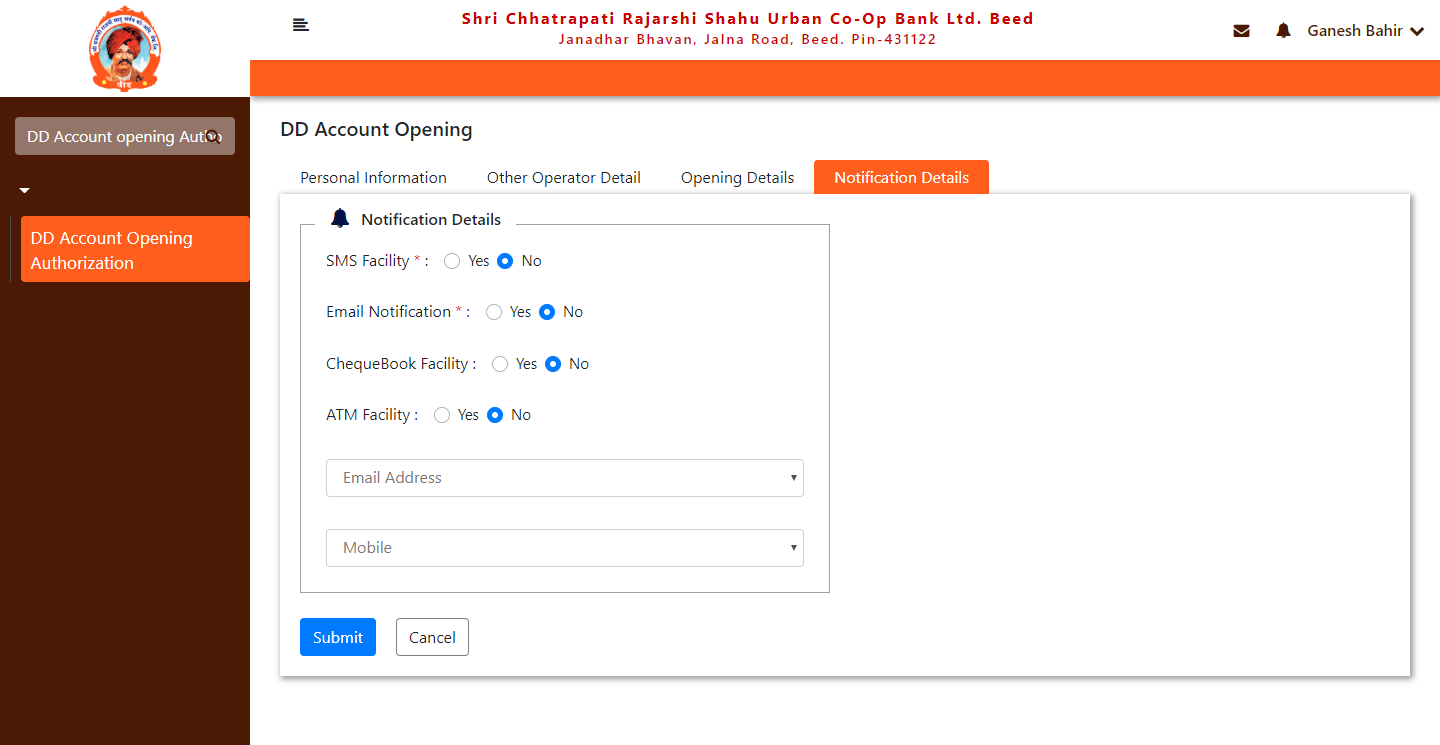 Shri Chhatrapati Rajarshi Shahu Urban Co-Op Bank Ltd. Beed
Janadhar Bhavan, Jalna Road, Beed. Pin-431122
Ganesh Bahir
DD Account opening Autho
DD Account Opening
Authorization
DD Account Opening
Personal Information
Other Operator Detail
Opening Details
Notification Details
Notification Details
SMS Facility * : Yes No
Email Notification * : Yes No
ChequeBook Facility : Yes No
ATM Facility : Yes No
Email Address
Mobile
Submit
Cancel